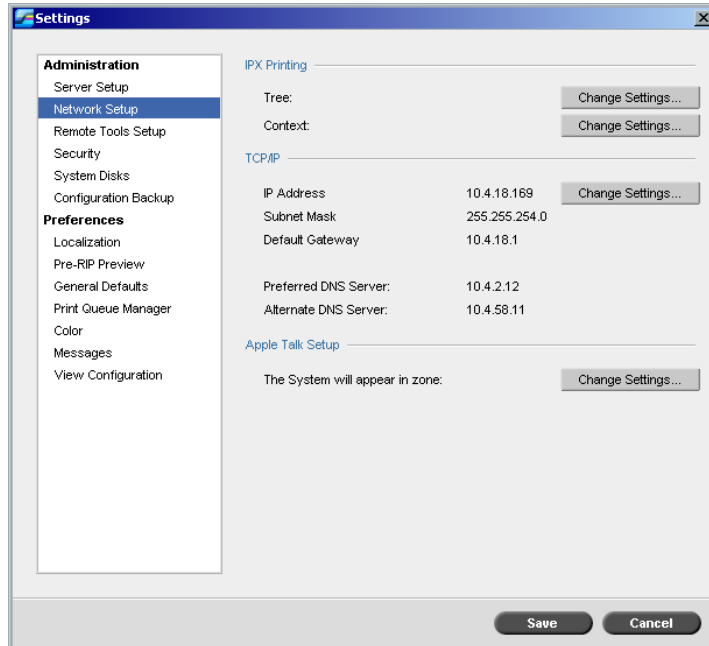 Settings
Administration
Server Setup
Network Setup
Remote Tools Setup
Security
System Disks
Configuration Backup
Preferences
Localization
Pre-RIP Preview
General Defaults
Print Queue Manager
Color
Messages
View Configuration
IPX Printing
Tree: Change Settings...
Context: Change Settings...
TCP/IP
IP Address 10.4.18.169 Change Settings...
Subnet Mask 255.255.254.0
Default Gateway 10.4.18.1
Preferred DNS Server: 10.4.2.12
Alternate DNS Server: 10.4.58.11
Apple Talk Setup
The System will appear in zone: Change Settings...
Save Cancel